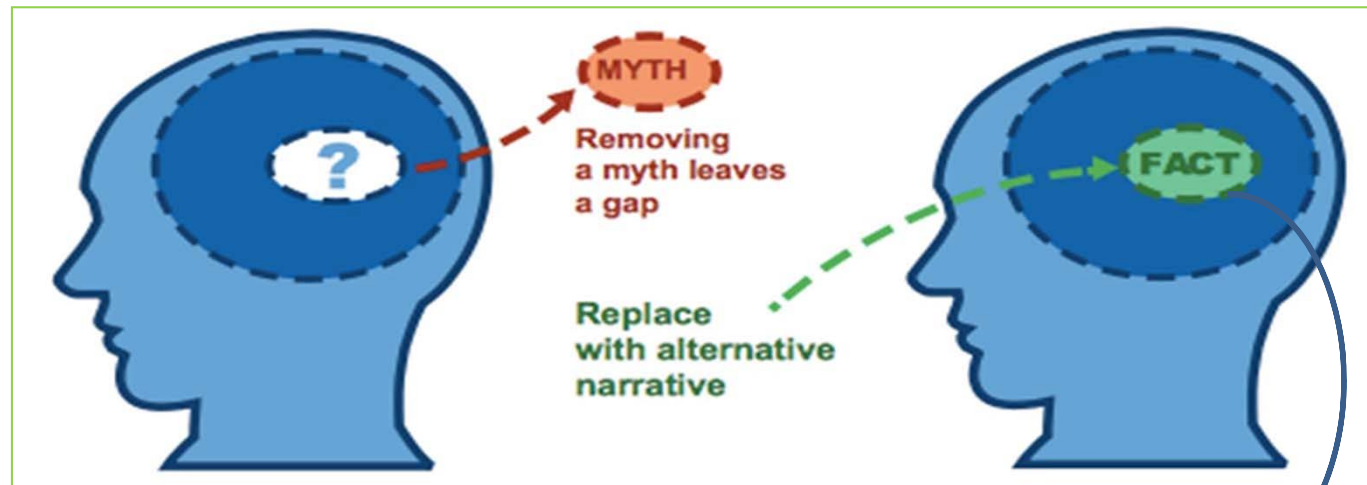 ?
MYTH
Removing
a myth leaves
a gap
FACT
Replace
with alternative
narrative